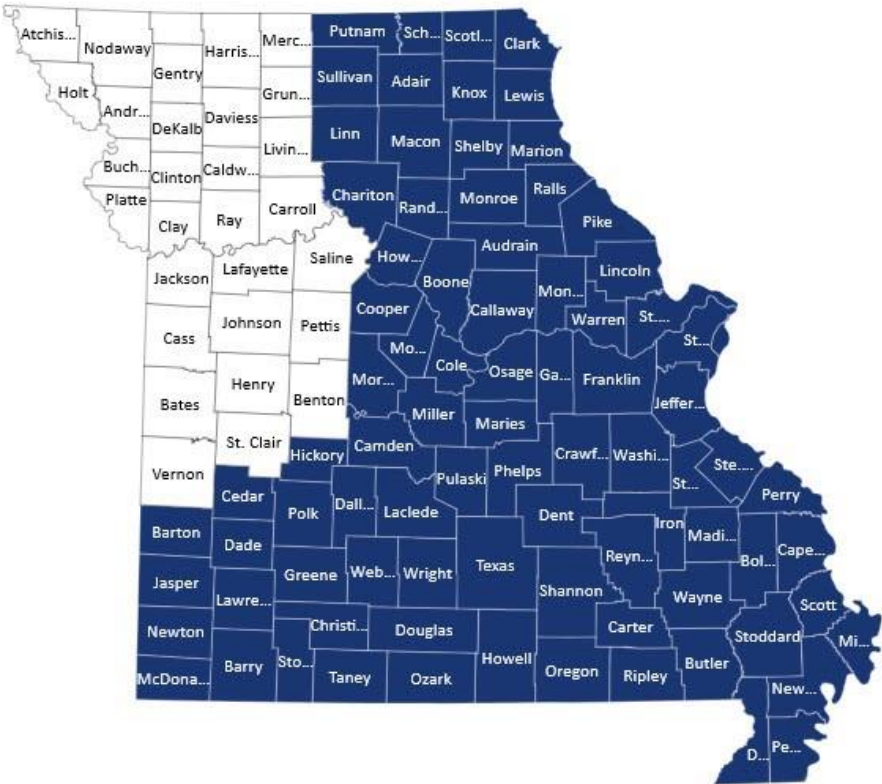 Atchis...
Nodaway
Harris...
Merc...
Putnam
Sch...
Scotl...
Clark
Holt
Gentry
Grun...
Sullivan
Adair
Knox
Lewis
Andr...
DeKalb
Daviess
Livin...
Linn
Macon
Shelby
Marion
Buch...
Clinton
Caldw...
Platte
Clay
Ray
Carroll
Chariton
Rand...
Monroe
Ralls
Pike
Audrain
Jackson
Lafayette
Saline
How...
Boone
Callaway
Mon...
Lincoln
Cass
Johnson
Pettis
Cooper
Mo...
Cole
Osage
Ga...
Warren
St....
St...
Franklin
Jeffer...
Bates
Henry
Benton
Mor...
Miller
Maries
St. Clair
Hickory
Camden
Pulaski
Phelps
Crawf...
Washi...
St...
Ste....
Perry
Vernon
Cedar
Polk
Dall...
Laclede
Dent
Iron
Madi...
Bol...
Cape...
Barton
Dade
Reyn...
Jasper
Lawre...
Greene
Web...
Wright
Texas
Shannon
Wayne
Scott
Newton
Christi...
Douglas
Carter
Stoddard
Mi...
McDona...
Barry
Sto...
Taney
Ozark
Howell
Oregon
Ripley
Butler
New...
D...
Pe...